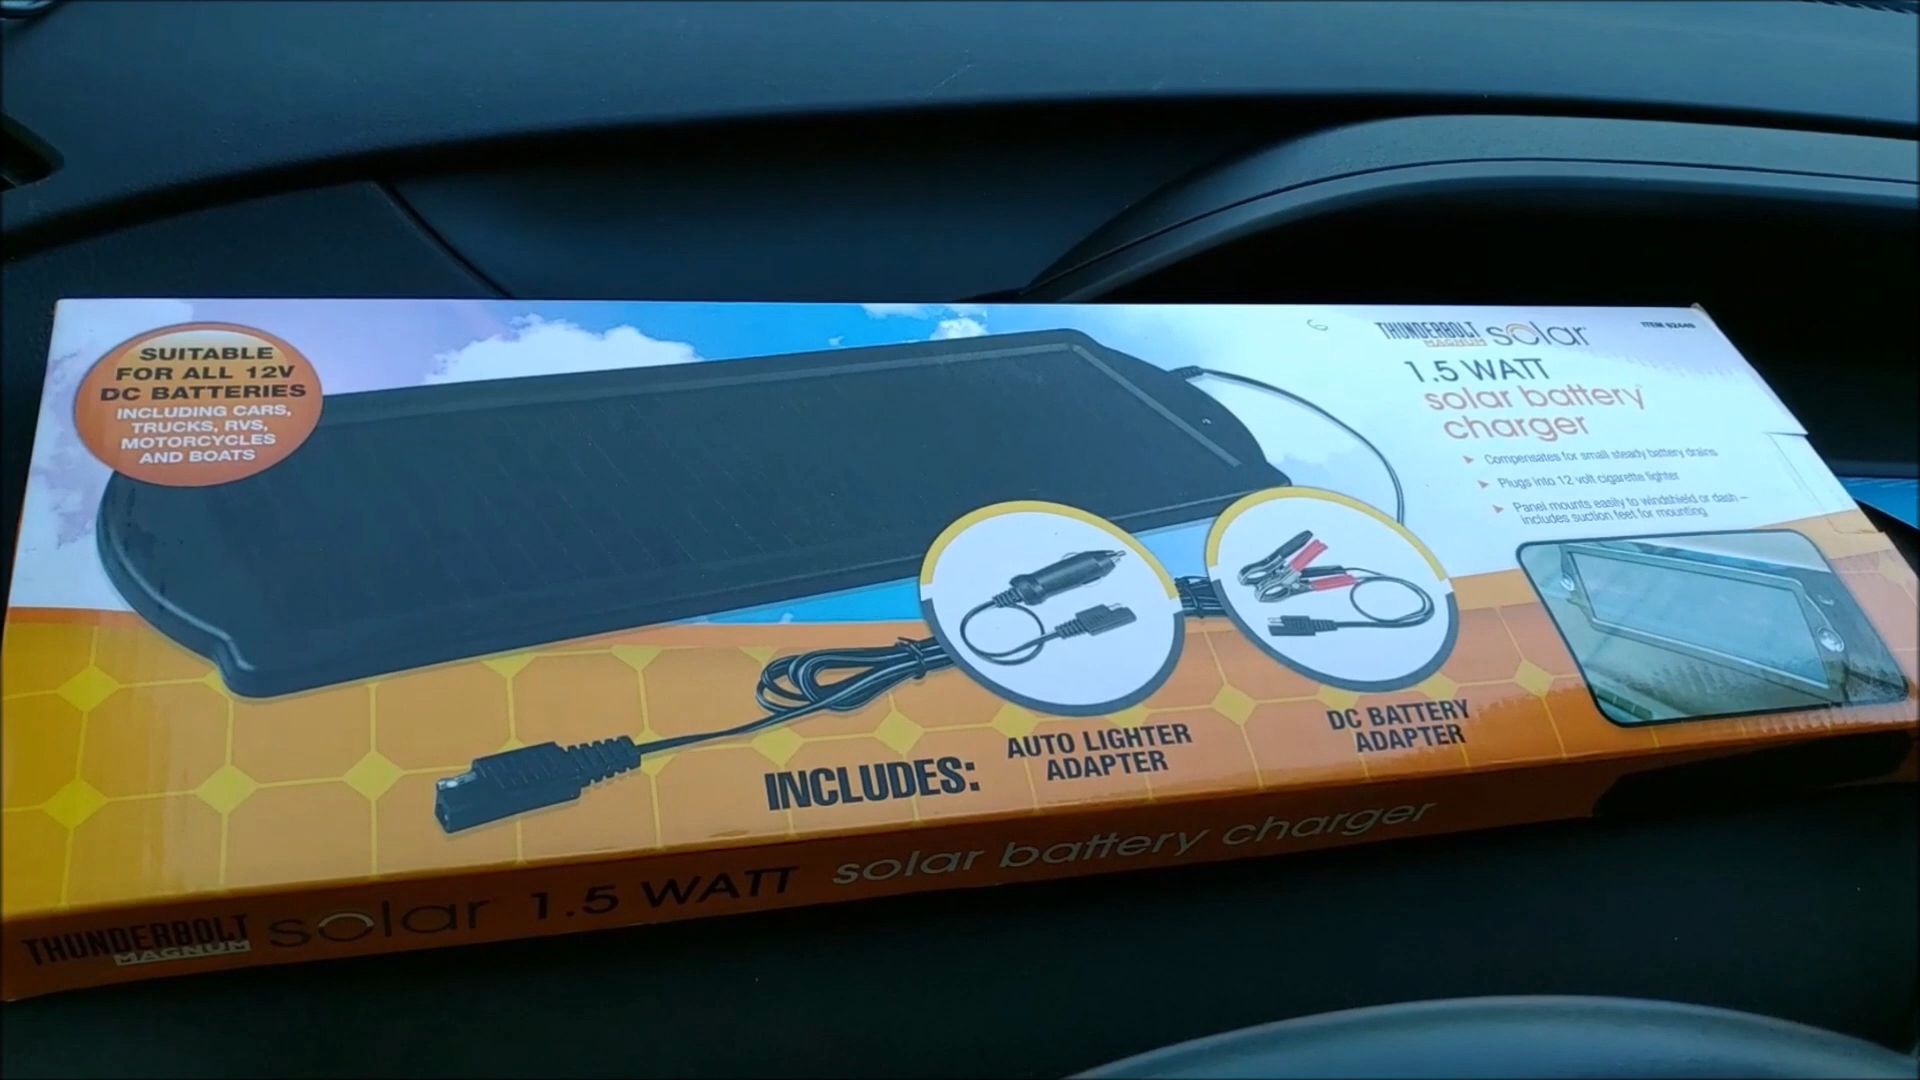 SUITABLE
FOR ALL 12V
DC BATTERIES
INCLUDING CARS,
TRUCKS, RVS,
MOTORCYCLES
AND BOATS
THUNDERBOLT
MAGNUM
solar
ITEM 62449
1.5 WATT
solar battery
charger
Compensates for small steady battery drains
Plugs into 12 volt cigarette lighter
Panel mounts easily to windshield or dash –
includes suction feet for mounting
INCLUDES:
AUTO LIGHTER
ADAPTER
DC BATTERY
ADAPTER
THUNDERBOLT
MAGNUM
solar 1.5 WATT solar battery charger